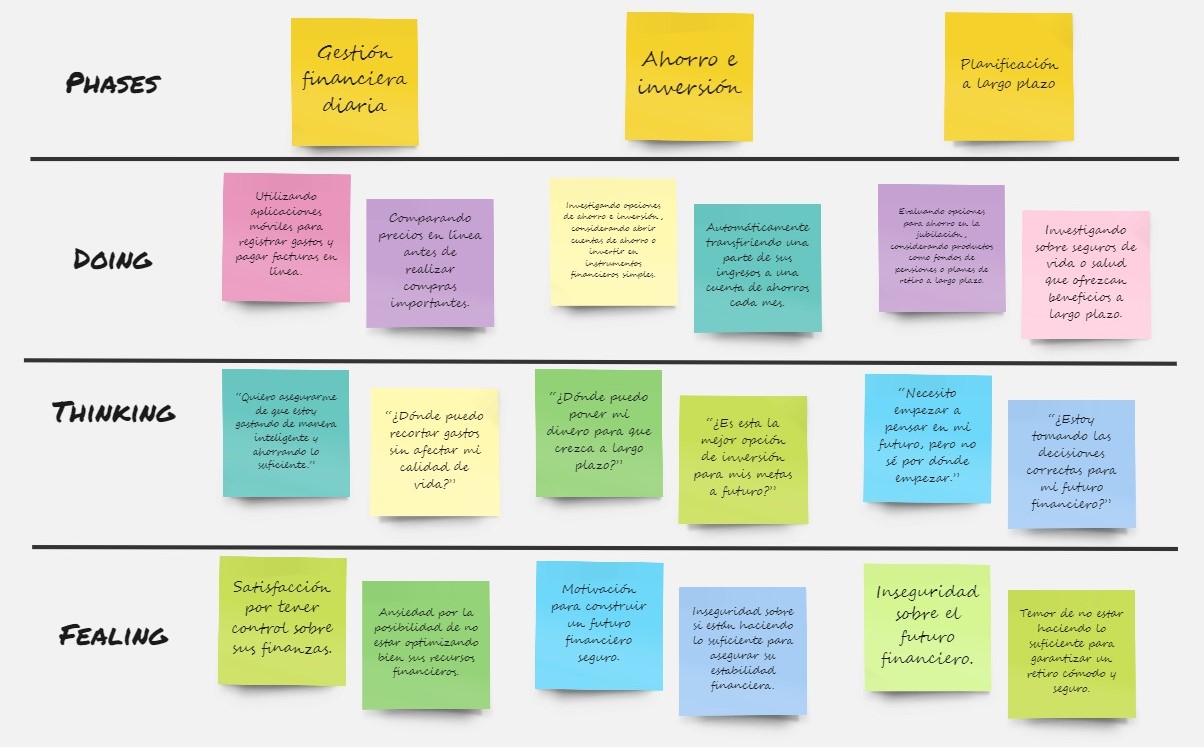 PHASES
Gestión
financiera
diaria
Ahorro e
inversión
Planificación
a largo plazo
DOING
Utilizando
aplicaciones
móviles para
registrar gastos y
pagar facturas en
línea.
Comparando
precios en línea
antes de
realizar
compras
importantes.
Investigando opciones
de ahorro e inversión,
considerando abrir
cuentas de ahorro o
invertir en
instrumentos
financieros simples.
Automáticamente
transfiriendo una
parte de sus
ingresos a una
cuenta de ahorros
cada mes.
Evaluando opciones
para ahorro en la
jubilación,
considerando productos
como fondos de
pensiones o planes de
retiro a largo plazo.
Investigando
sobre seguros de
vida o salud
que ofrezcan
beneficios a
largo plazo.
THINKING
"Quiero asegurarme
de que estoy
gastando de manera
inteligente y
ahorrando lo
suficiente."
"¿Dónde puedo
recortar gastos
sin afectar mi
calidad de
vida?"
"¿Dónde puedo
poner mi
dinero para que
crezca a largo
plazo?"
"¿Es esta la
mejor opción
de inversión
para mis metas
a futuro?"
"Necesito
empezar a
pensar en mi
futuro, pero no
sé por dónde
empezar."
"¿Estoy
tomando las
decisiones
correctas para
mi futuro
financiero?"
FEALING
Satisfacción
por tener
control sobre
sus finanzas.
Ansiedad por la
posibilidad de no
estar optimizando
bien sus recursos
financieros.
Motivación
para construir
un futuro
financiero
seguro.
Inseguridad sobre
si están haciendo
lo suficiente para
asegurar su
estabilidad
financiera.
Inseguridad
sobre el
futuro
financiero.
Temor de no estar
haciendo lo
suficiente para
garantizar un
retiro cómodo y
seguro.